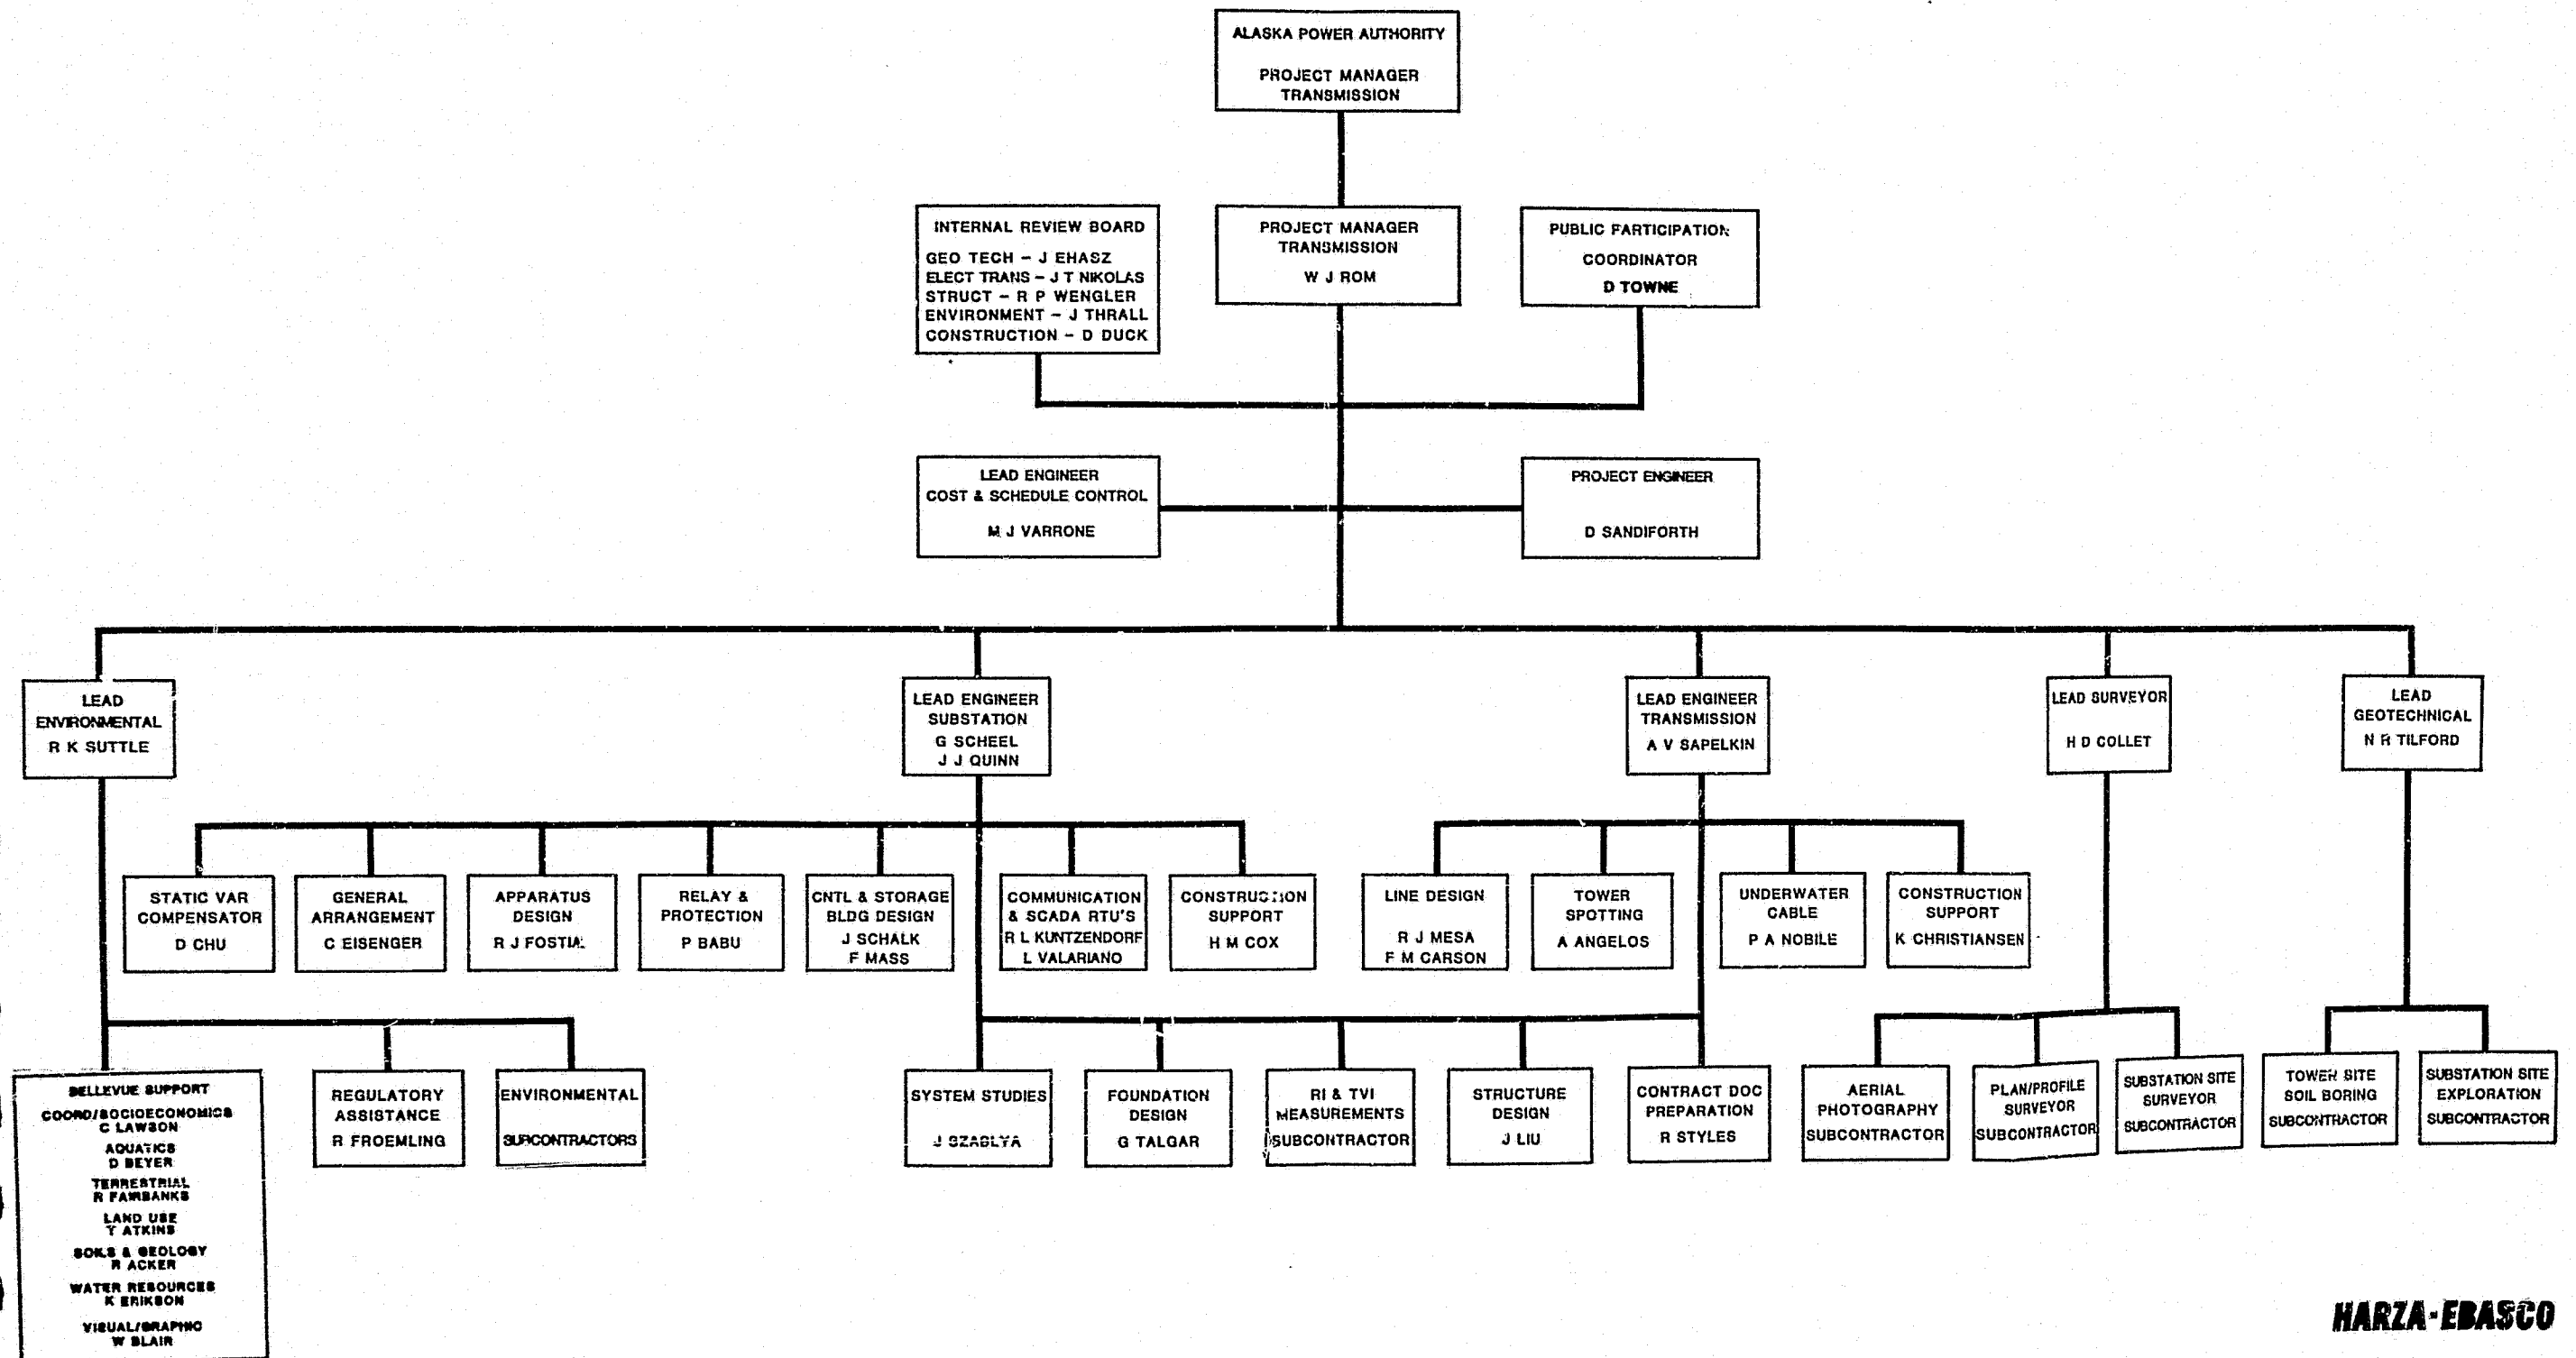 ALASKA POWER AUTHORITY
PROJECT MANAGER
TRANSMISSION
INTERNAL REVIEW BOARD
GEO TECH – J EHASZ
ELECT TRANS – J T NIKOLAS
STRUCT – R P WENGLER
ENVIRONMENT – J THRALL
CONSTRUCTION – D DUCK
PROJECT MANAGER
TRANSMISSION
W J ROM
PUBLIC PARTICIPATION
COORDINATOR
D TOWNE
LEAD ENGINEER
COST & SCHEDULE CONTROL
M J VARRONE
PROJECT ENGINEER
D SANDIFORTH
LEAD
ENVIRONMENTAL
R K SUTTLE
LEAD ENGINEER
SUBSTATION
G SCHEEL
J J QUINN
LEAD ENGINEER
TRANSMISSION
A V SAPELKIN
LEAD SURVEYOR
H D COLLET
LEAD
GEOTECHNICAL
N R TILFORD
STATIC VAR
COMPENSATOR
D CHU
GENERAL
ARRANGEMENT
C EISENGER
APPARATUS
DESIGN
R J FOSTIAL
RELAY &
PROTECTION
P BABU
CNTL & STORAGE
BLDG DESIGN
J SCHALK
F MASS
COMMUNICATION
& SCADA RTU'S
R L KUNTZENDORF
L VALARIANO
CONSTRUCTION
SUPPORT
H M COX
LINE DESIGN
R J MESA
F M CARSON
TOWER
SPOTTING
A ANGELOS
UNDERWATER
CABLE
P A NOBILE
CONSTRUCTION
SUPPORT
K CHRISTIANSEN
BELLEVUE SUPPORT
COORD/SOCIOECONOMICS
C LAWSON
AQUATICS
D BEYER
TERRESTRIAL
R FAIRBANKS
LAND USE
T ATKINS
SOILS & GEOLOGY
R ACKER
WATER RESOURCES
K ERIKSON
VISUAL/GRAPHIC
W BLAIR
REGULATORY
ASSISTANCE
R FROEMLING
ENVIRONMENTAL
SUBCONTRACTORS
SYSTEM STUDIES
J SZABLYA
FOUNDATION
DESIGN
G TALGAR
RI & TVI
MEASUREMENTS
SUBCONTRACTOR
STRUCTURE
DESIGN
J LIU
CONTRACT DOC
PREPARATION
R STYLES
AERIAL
PHOTOGRAPHY
SUBCONTRACTOR
PLAN/PROFILE
SURVEYOR
SUBCONTRACTOR
SUBSTATION SITE
SURVEYOR
SUBCONTRACTOR
TOWER SITE
SOIL BORING
SUBCONTRACTOR
SUBSTATION SITE
EXPLORATION
SUBCONTRACTOR
HARZA-EBASCO